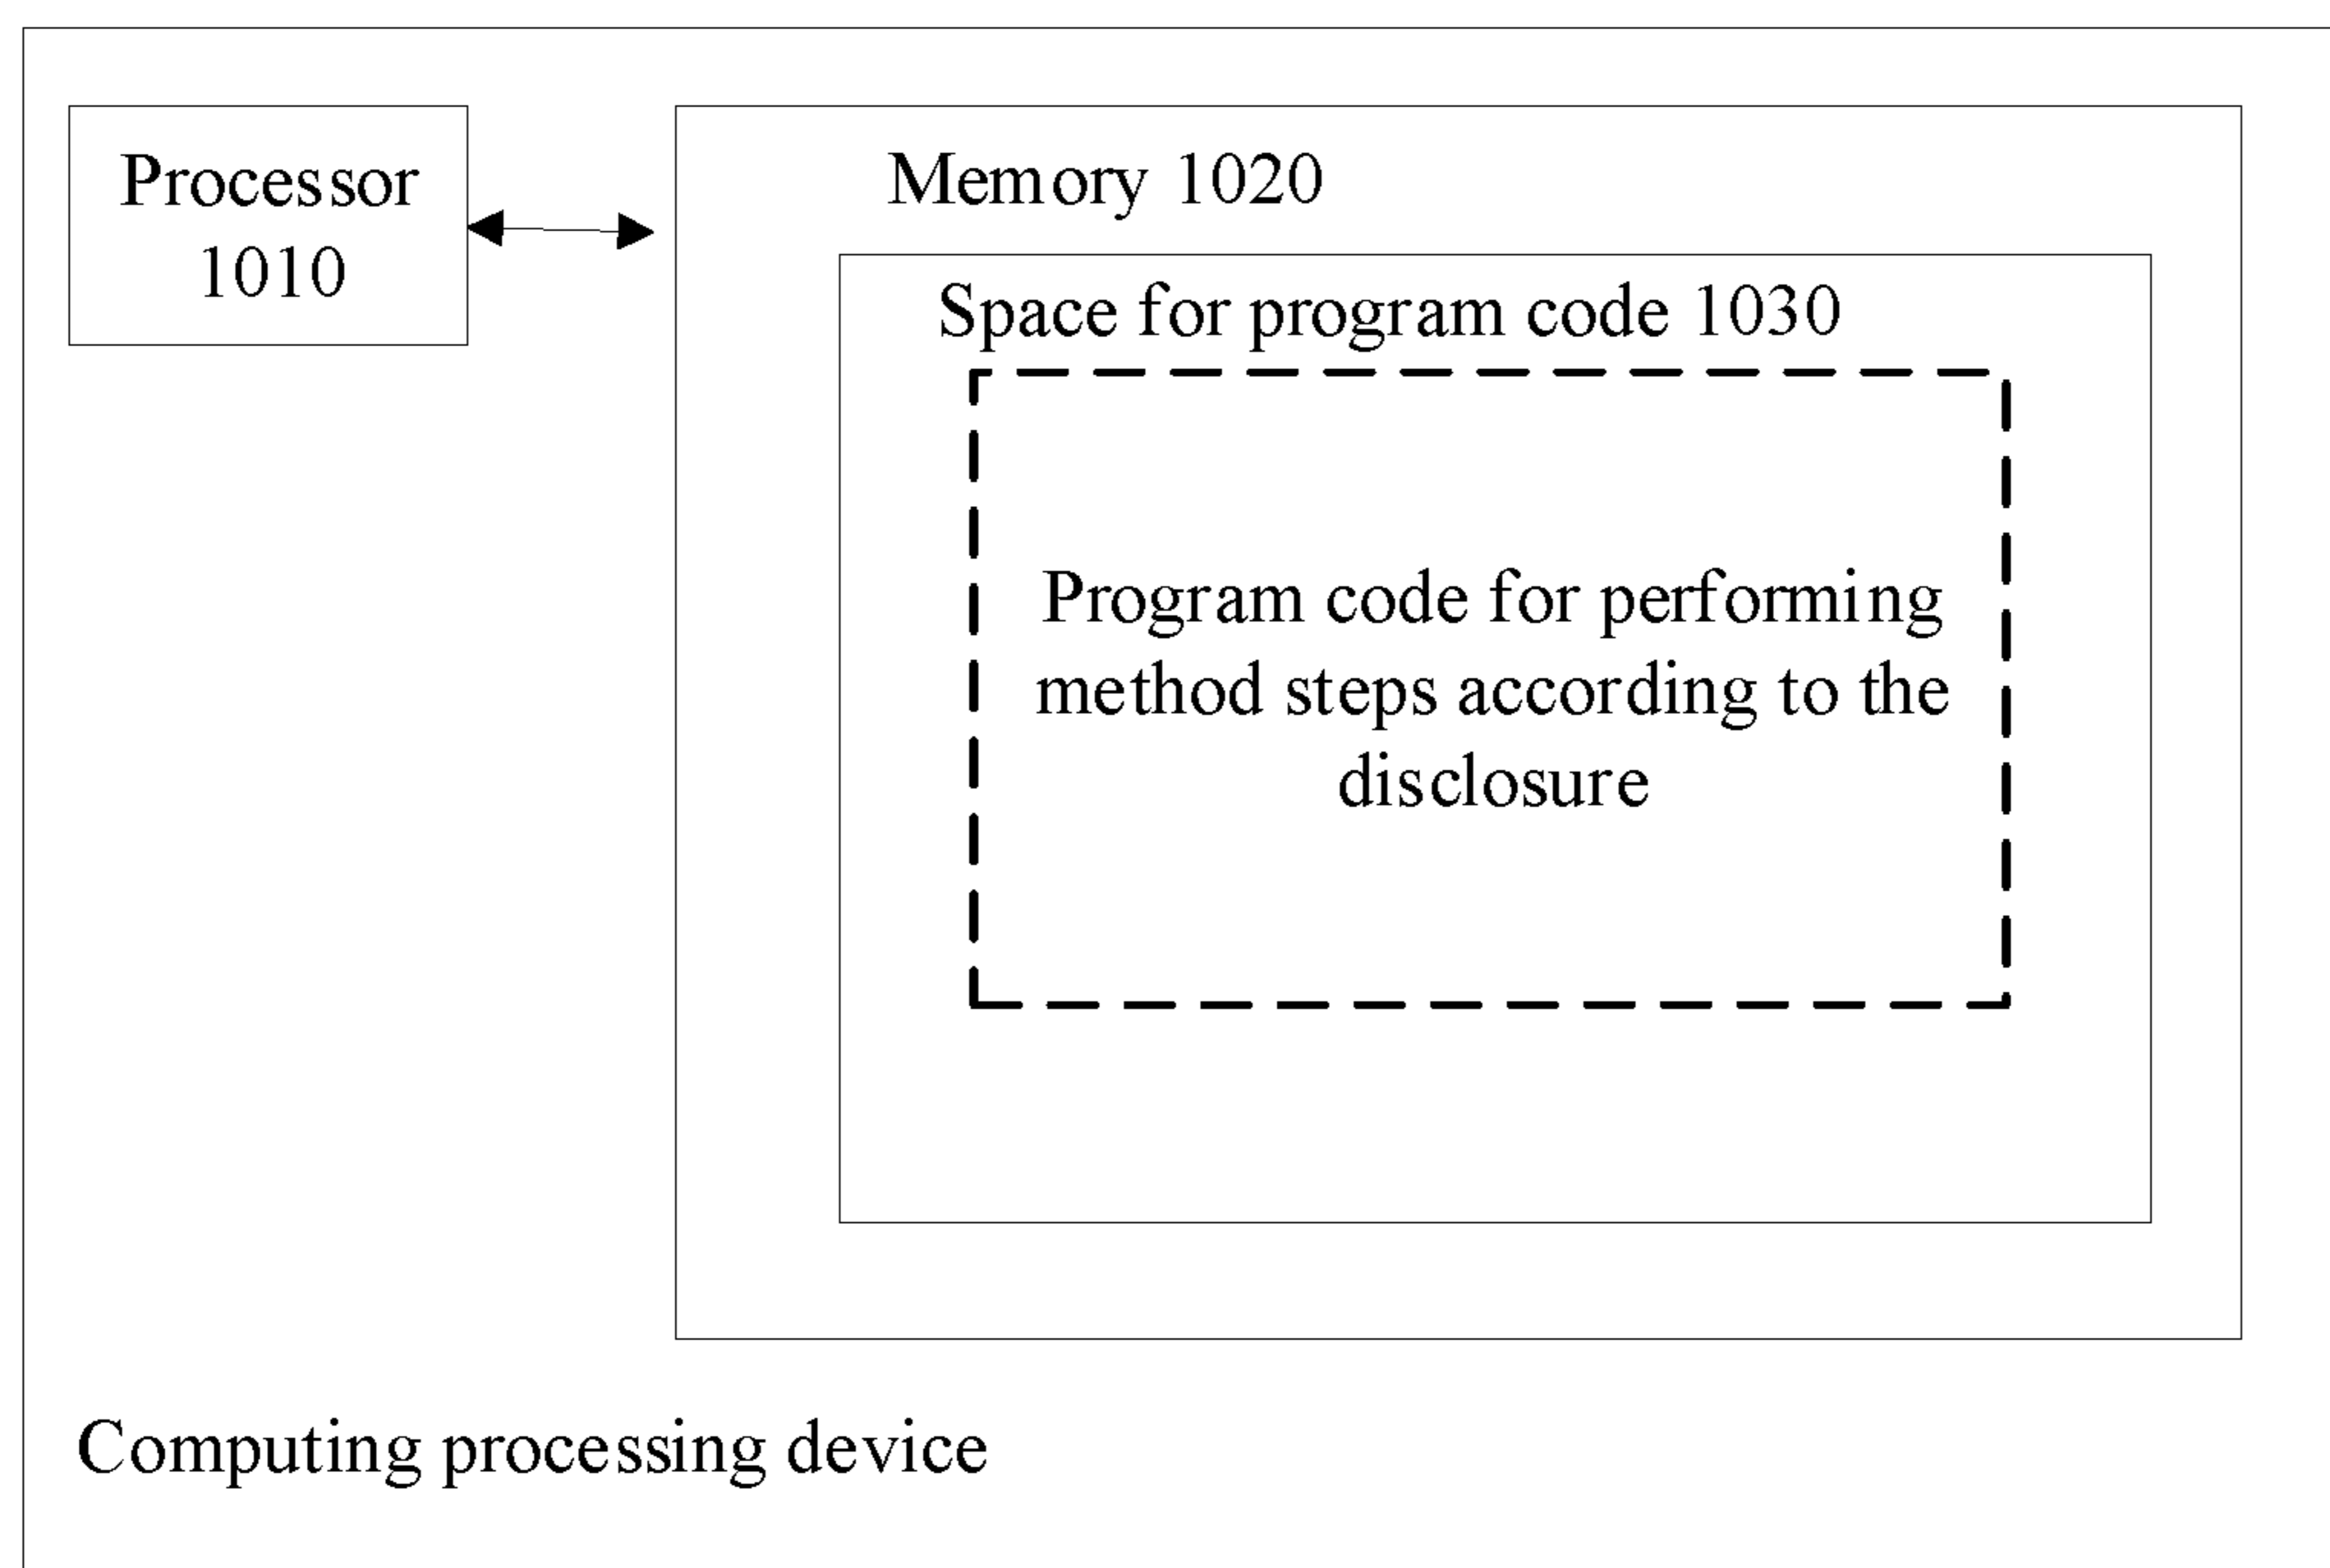 Processor
1010
Memory 1020
Space for program code 1030
Program code for performing
method steps according to the
disclosure
Computing processing device